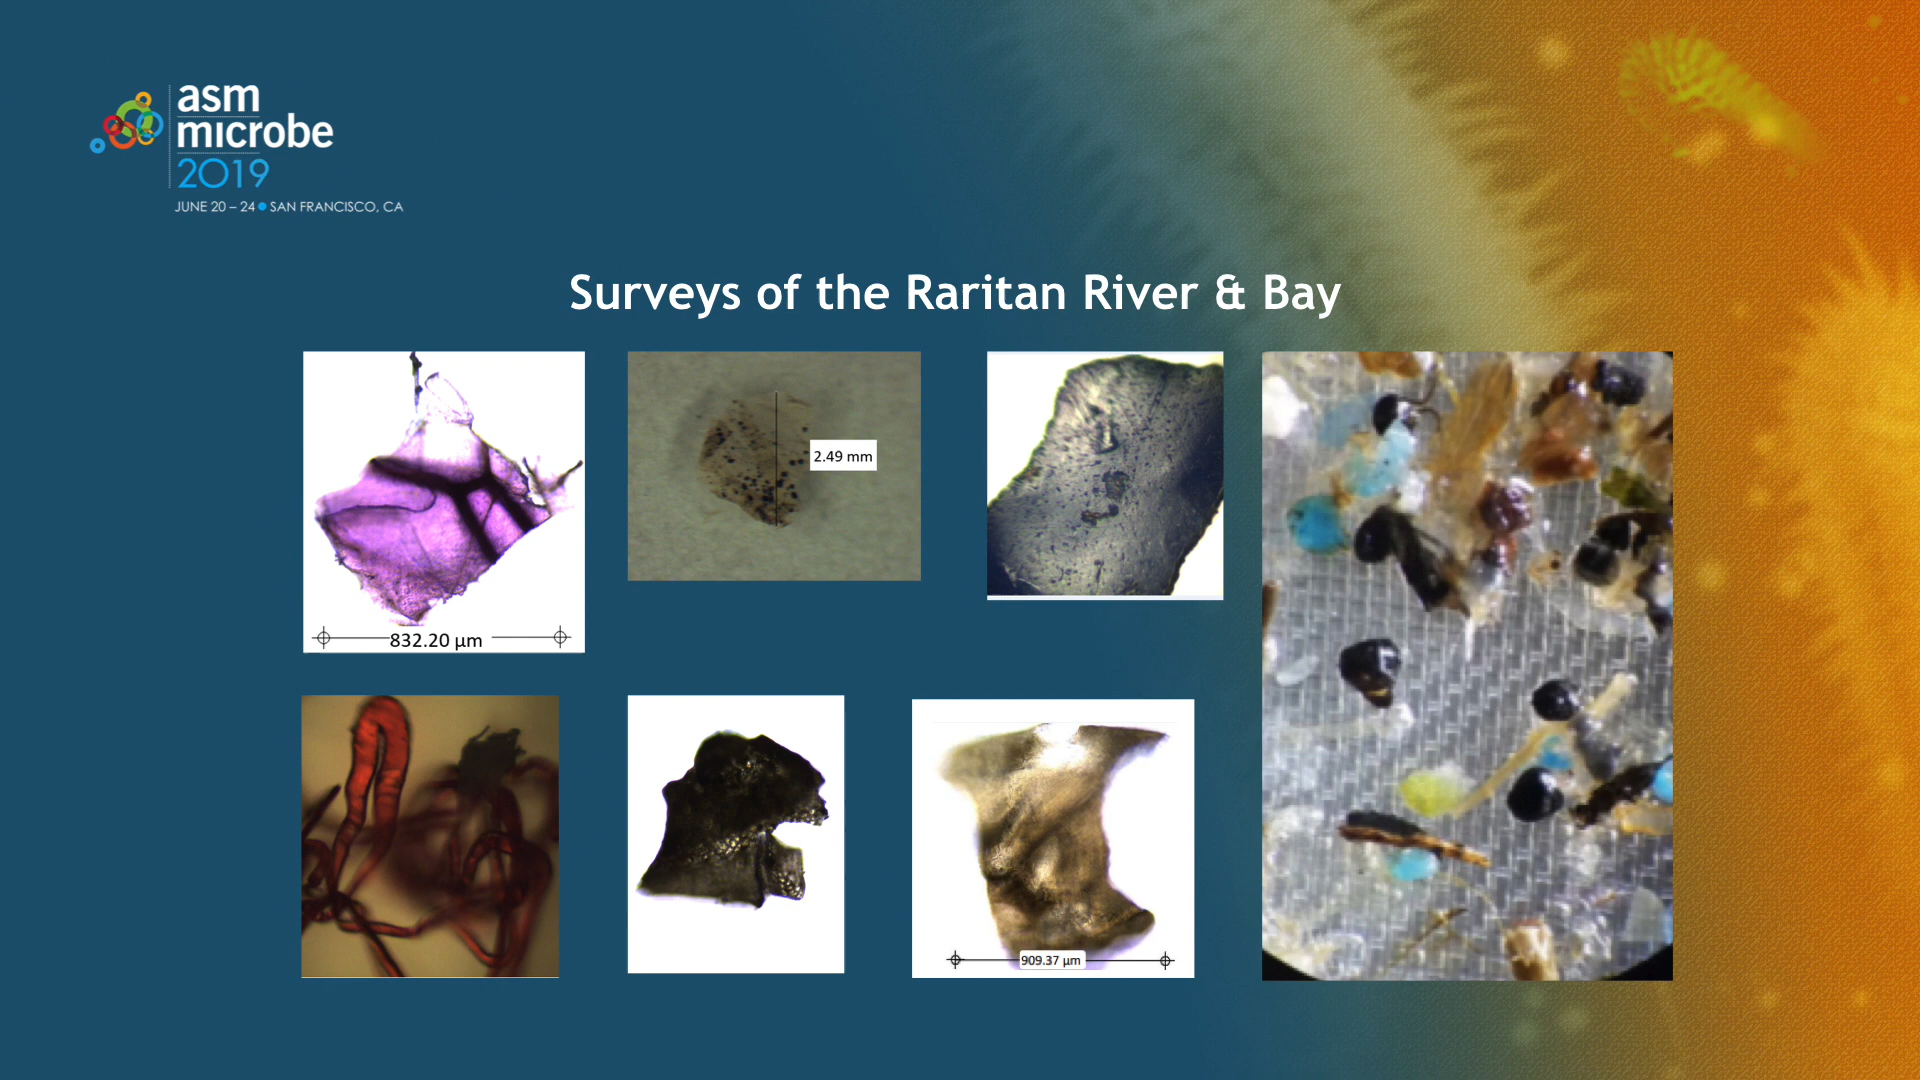 asm
microbe
2019
JUNE 20 – 24 ● SAN FRANCISCO, CA
Surveys of the Raritan River & Bay
2.49 mm
832.20 µm
909.37 µm